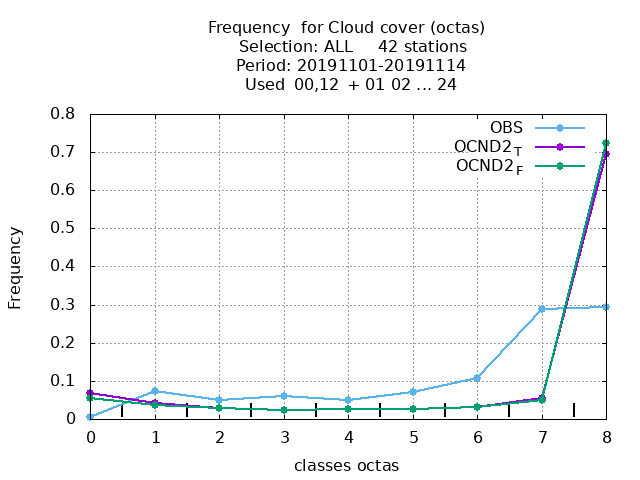 Frequency  for Cloud cover (octas)
Selection: ALL     42 stations
Period: 20191101-20191114
Used  00,12  + 01 02 ... 24
OBS
OCND2T
OCND2F
0.8
0.7
0.6
0.5
0.4
0.3
0.2
0.1
0
Frequency
0 1 2 3 4 5 6 7 8
classes octas